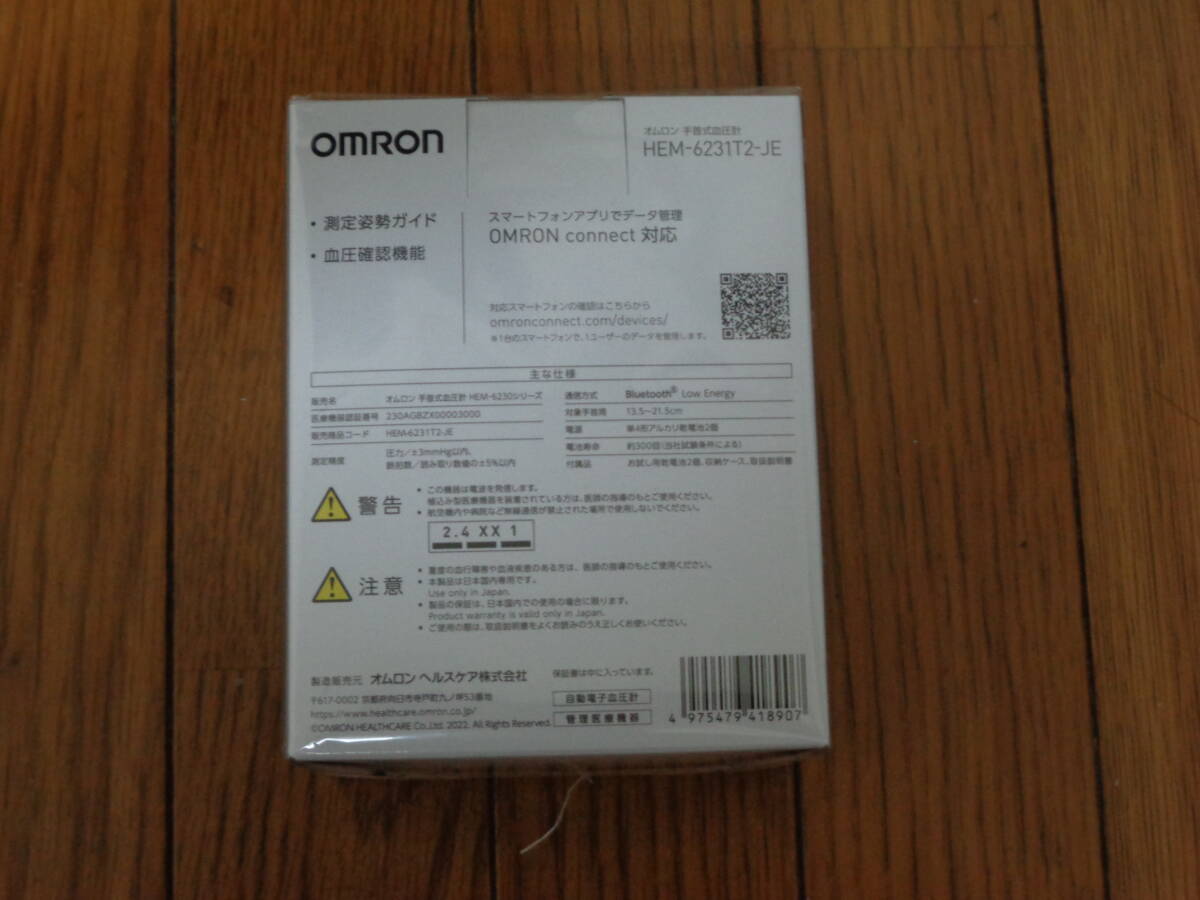 OMRON
オムロン 手首式血圧計
HEM-6231T2-JE
・測定姿勢ガイド
・血圧確認機能
スマートフォンアプリでデータ管理
OMRON connect 対応
対応スマートフォンの確認はこちらから
omronconnect.com/devices/
※1台のスマートフォンで、1ユーザーのデータを管理します。
主な仕様
販売名 オムロン 手首式血圧計 HEM-6230シリーズ
医療機器認証番号 230AGBZX00003000
販売商品コード HEM-6231T2-JE
測定精度 圧力/±3mmHg以内、
脈拍数/読み取り数値の±5%以内
通信方式 Bluetooth® Low Energy
対象手首周 13.5~21.5cm
電源 単4形アルカリ乾電池2個
電池寿命 約300回(当社試験条件による)
付属品 お試し用乾電池2個、収納ケース、取扱説明書
警告
• この機器は電波を発信します。
植込み型医療機器を装着されている方は、医師の指導のもとご使用ください。
• 航空機内や病院など無線通信が禁止された場所で使用しないでください。
2.4 XX 1
注意
• 重度の血行障害や血液疾患のある方は、医師の指導のもとご使用ください。
• 本製品は日本国内専用です。
Use only in Japan.
• 製品の保証は、日本国内での使用の場合に限ります。
Product warranty is valid only in Japan.
• ご使用の際は、取扱説明書をよくお読みのうえ正しくお使いください。
製造販売元 オムロン ヘルスケア株式会社
〒617-0002 京都府向日市寺戸町九ノ坪53番地
https://www.healthcare.omron.co.jp/
©OMRON HEALTHCARE Co., Ltd. 2022. All Rights Reserved.
保証書は中に入っています。
自動電子血圧計
管理医療機器
4 975479 418907